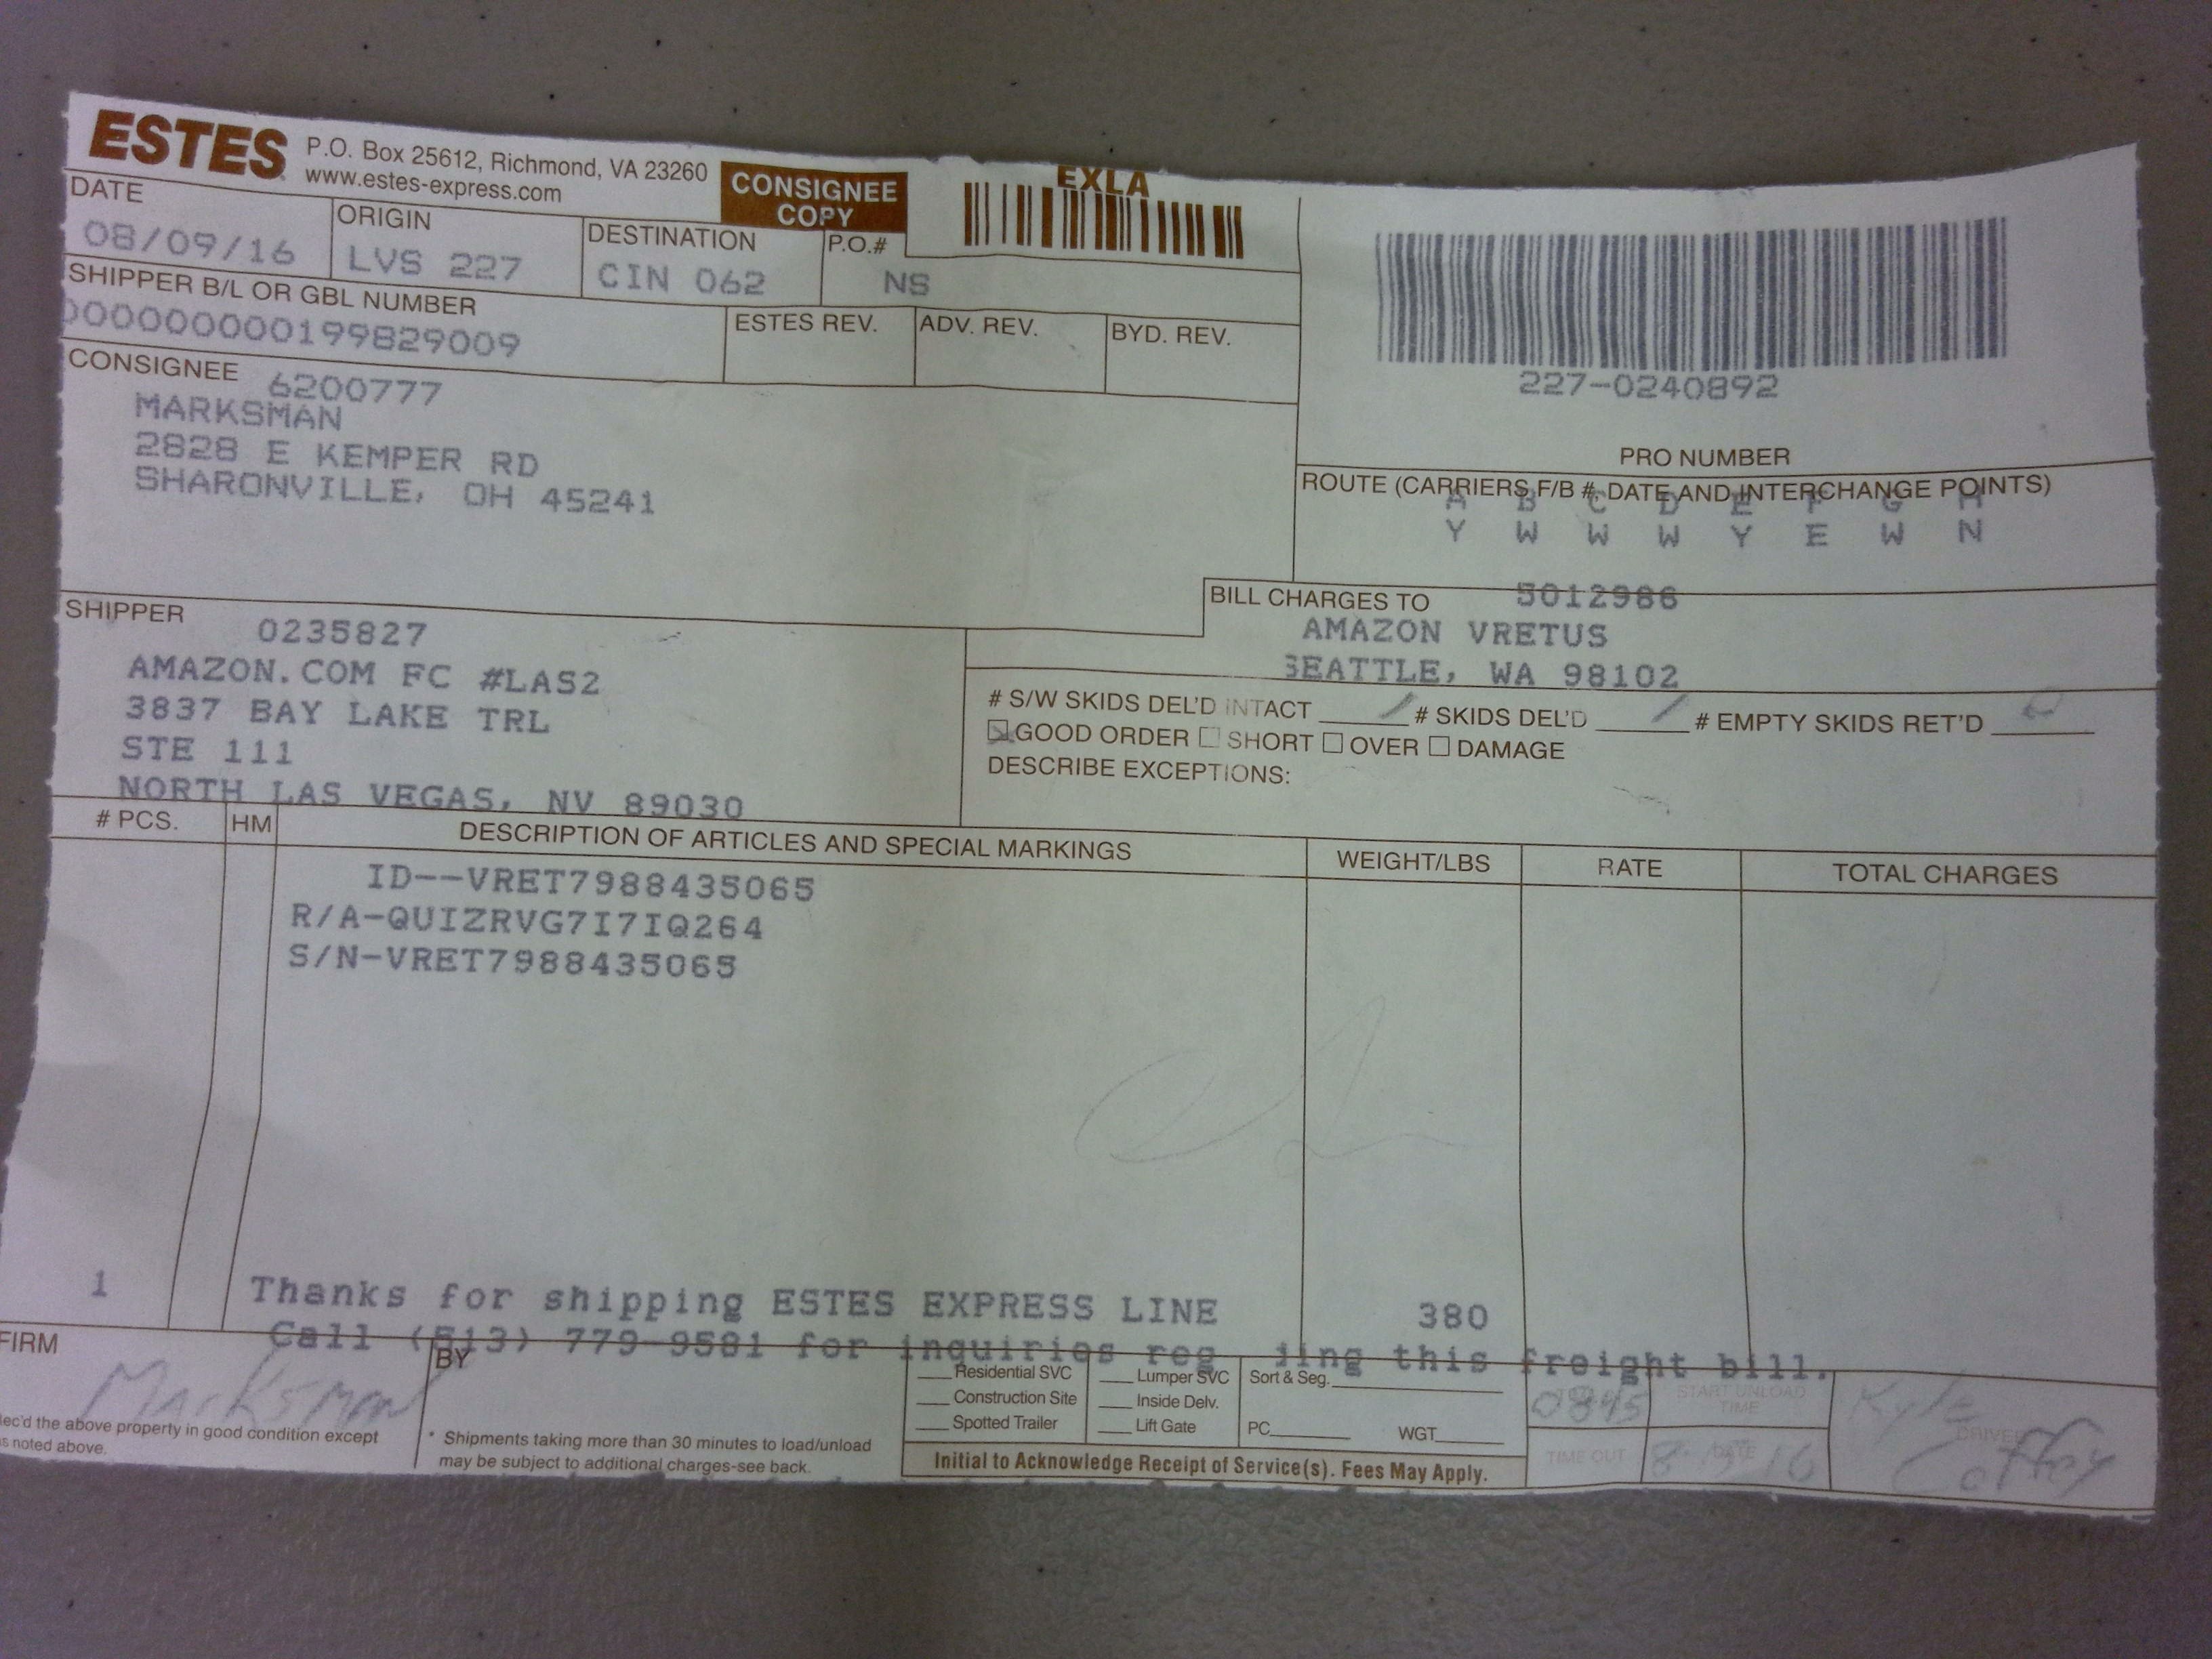 ESTES P.O. Box 25612, Richmond, VA 23260
www.estes-express.com
CONSIGNEE
COPY
EXLA
DATE
08/09/16
ORIGIN
LVS 227
DESTINATION
CIN 062
P.O.#
NS
SHIPPER B/L OR GBL NUMBER
0000000000199829009
ESTES REV. ADV. REV. BYD. REV.
227-0240892
PRO NUMBER
CONSIGNEE 6200777
MARKSMAN
2828 E KEMPER RD
SHARONVILLE, OH 45241
ROUTE (CARRIERS F/B #, DATE AND INTERCHANGE POINTS)
A B C D E F G H
Y W W W Y E W N
BILL CHARGES TO 5012986
AMAZON VRETUS
SEATTLE, WA 98102
SHIPPER 0235827
AMAZON.COM FC #LAS2
3837 BAY LAKE TRL
STE 111
NORTH LAS VEGAS, NV 89030
# S/W SKIDS DEL'D INTACT / # SKIDS DEL'D / # EMPTY SKIDS RET'D
GOOD ORDER SHORT OVER DAMAGE
DESCRIBE EXCEPTIONS:
# PCS. HM DESCRIPTION OF ARTICLES AND SPECIAL MARKINGS WEIGHT/LBS RATE TOTAL CHARGES
ID--VRET7988435065
R/A-QUIZRVG7I7IQ264
S/N-VRET7988435065
1 Thanks for shipping ESTES EXPRESS LINE 380
Call (513) 779-9581 for inquiries reg ing this freight bill.
FIRM
Marksman
BY
Rec'd the above property in good condition except
as noted above.
* Shipments taking more than 30 minutes to load/unload
may be subject to additional charges-see back.
Residential SVC Lumper SVC Sort & Seg.
Construction Site Inside Delv.
Spotted Trailer Lift Gate PC WGT
Initial to Acknowledge Receipt of Service(s). Fees May Apply.
0845
START UNLOAD
TIME
TIME OUT
DATE
DRIVER
Kyle
Coffey